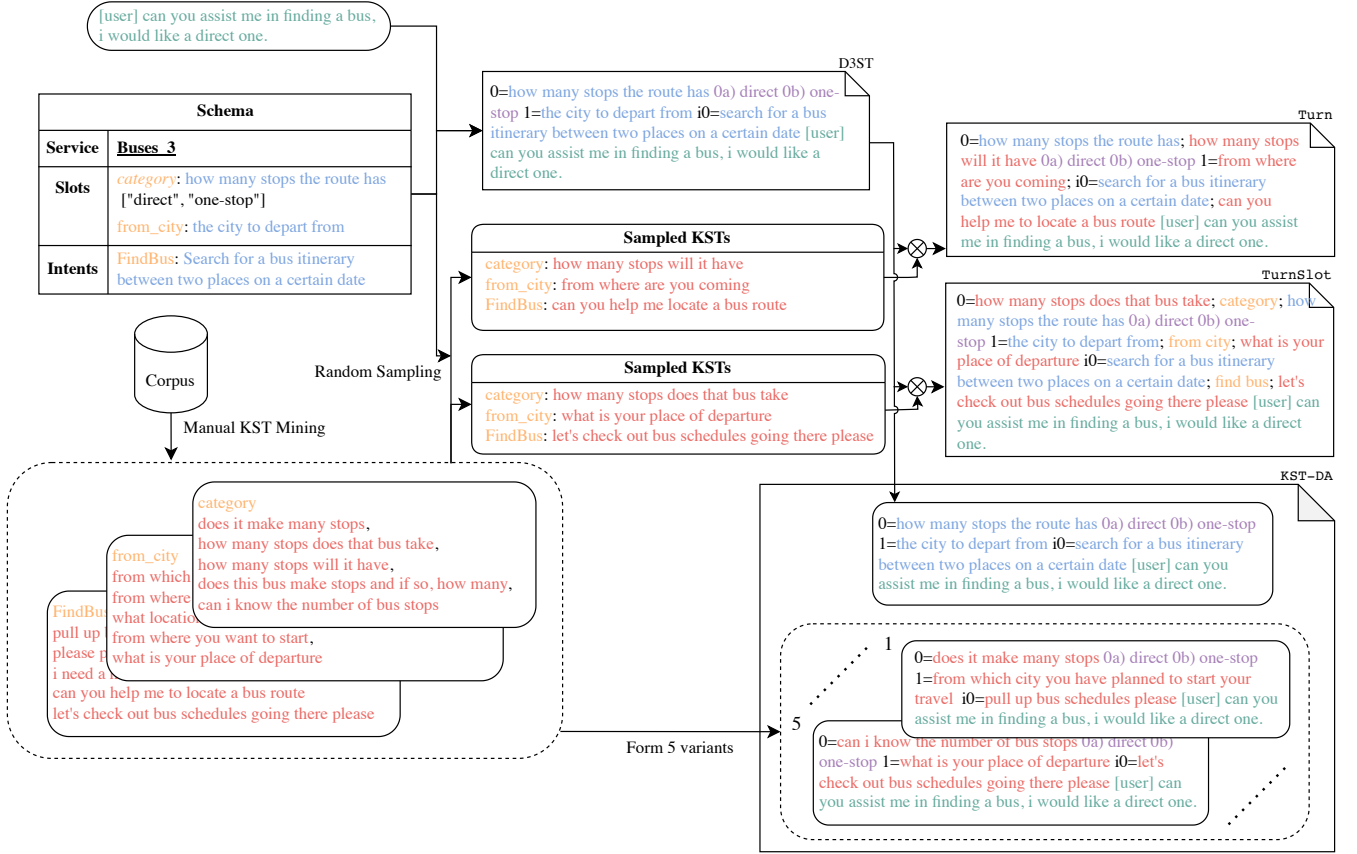 [user] can you assist me in finding a bus,
i would like a direct one.
Schema
Service
Buses_3
Slots
category: how many stops the route has
["direct", "one-stop"]
from_city: the city to depart from
Intents
FindBus: Search for a bus itinerary
between two places on a certain date
Corpus
Manual KST Mining
Random Sampling
D3ST
0=how many stops the route has 0a) direct 0b) one-
stop 1=the city to depart from i0=search for a bus
itinerary between two places on a certain date [user]
can you assist me in finding a bus, i would like a
direct one.
Sampled KSTs
category: how many stops will it have
from_city: from where are you coming
FindBus: can you help me locate a bus route
Sampled KSTs
category: how many stops does that bus take
from_city: what is your place of departure
FindBus: let's check out bus schedules going there please
Turn
0=how many stops the route has; how many stops
will it have 0a) direct 0b) one-stop 1=from where
are you coming; i0=search for a bus itinerary
between two places on a certain date; can you
help me to locate a bus route [user] can you assist
me in finding a bus, i would like a direct one.
TurnSlot
0=how many stops does that bus take; category; how
many stops the route has 0a) direct 0b) one-
stop 1=the city to depart from; from city; what is your
place of departure i0=search for a bus itinerary
between two places on a certain date; find bus; let's
check out bus schedules going there please [user] can
you assist me in finding a bus, i would like a direct
one.
category
does it make many stops,
how many stops does that bus take,
how many stops will it have,
does this bus make stops and if so, how many,
can i know the number of bus stops
from_city
from which
from where
what
from where you want to start,
what is your place of departure
pull up
please
i need a
can you help me to locate a bus route
let's check out bus schedules going there please
Form 5 variants
KST-DA
0=how many stops the route has 0a) direct 0b) one-stop
1=the city to depart from i0=search for a bus itinerary
between two places on a certain date [user] can you
assist me in finding a bus, i would like a direct one.
1
0=does it make many stops 0a) direct 0b) one-stop
1=from which city you have planned to start your
travel i0=pull up bus schedules please [user] can you
assist me in finding a bus, i would like a direct one.
5
0=can i know the number of bus stops 0a) direct 0b)
one-stop 1=what is your place of departure i0=let's
check out bus schedules going there please [user] can
you assist me in finding a bus, i would like a direct one.